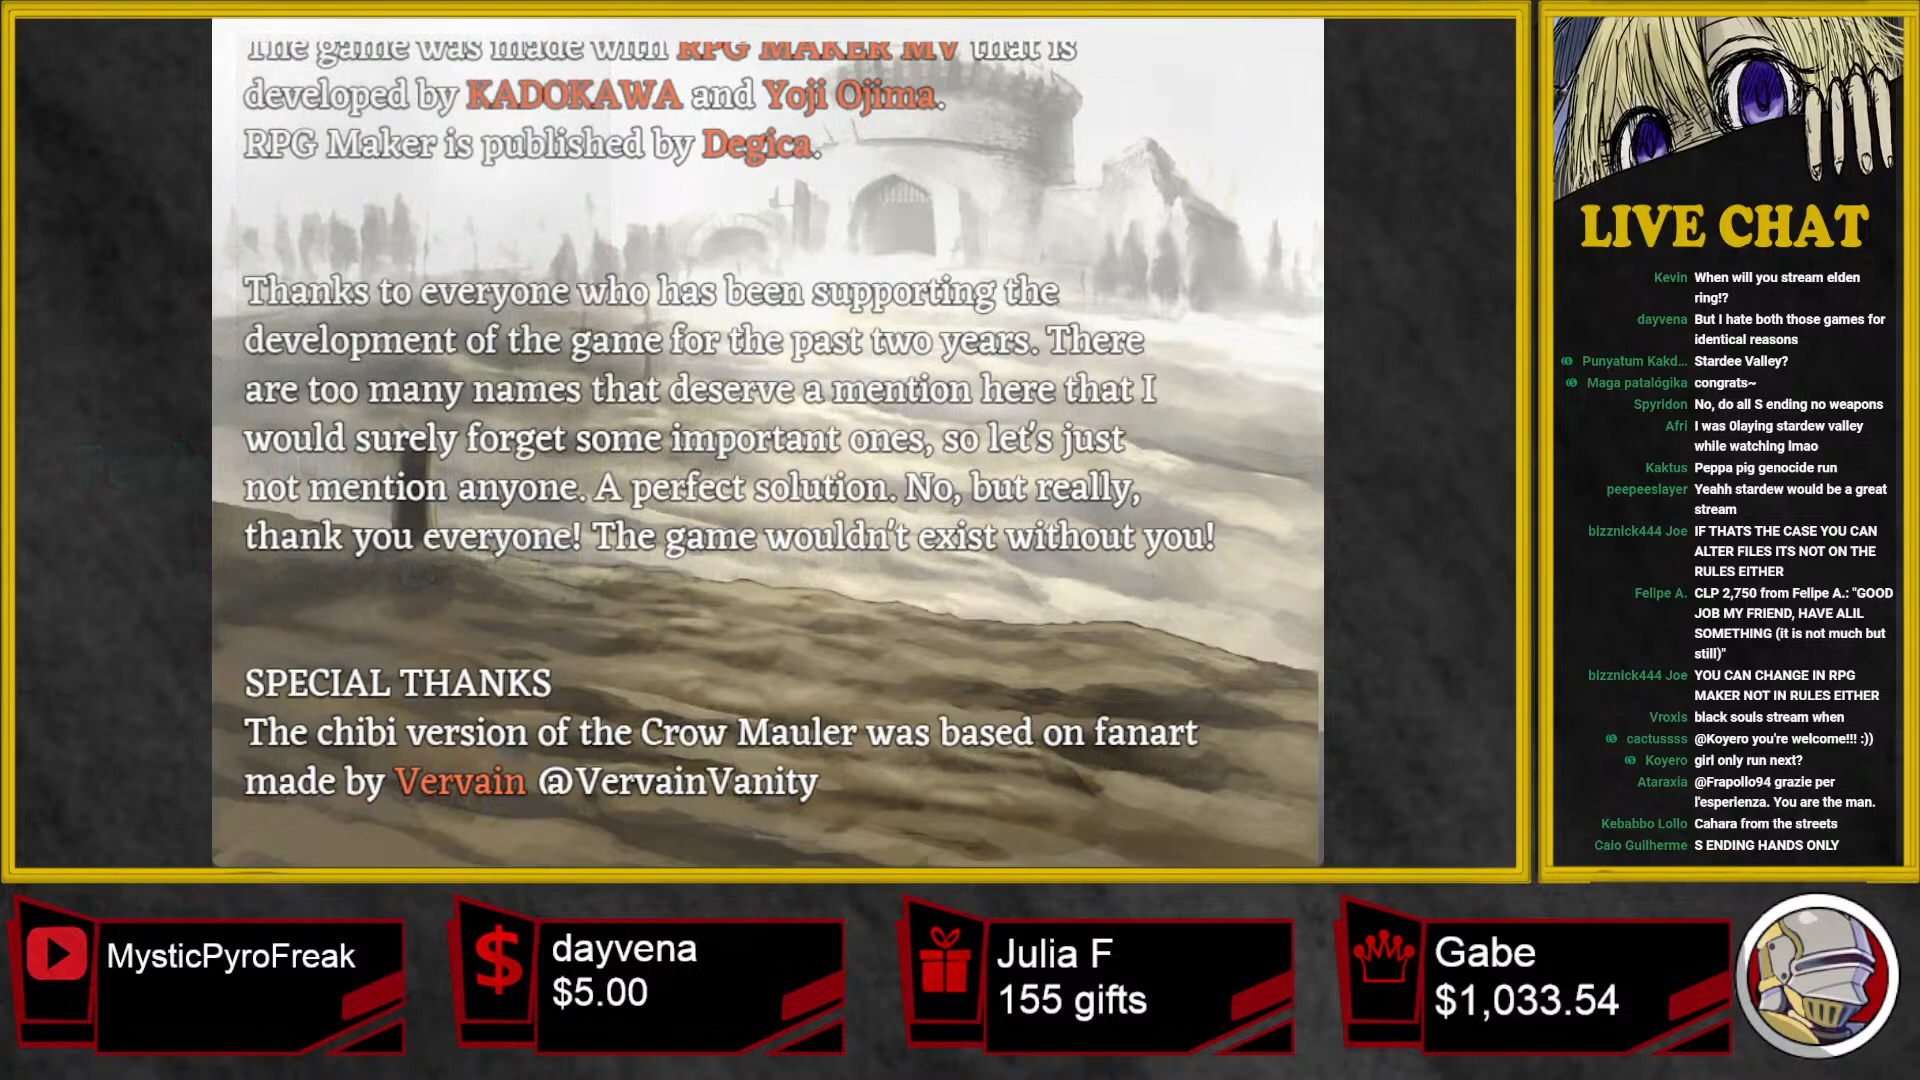 The game was made with RPG MAKER MV that is
developed by KADOKAWA and Yoji Ojima.
RPG Maker is published by Degica.
Thanks to everyone who has been supporting the
development of the game for the past two years. There
are too many names that deserve a mention here that I
would surely forget some important ones, so let's just
not mention anyone. A perfect solution. No, but really,
thank you everyone! The game wouldn't exist without you!
SPECIAL THANKS
The chibi version of the Crow Mauler was based on fanart
made by Vervain @VervainVanity
LIVE CHAT
Kevin When will you stream elden
ring!?
dayvena But I hate both those games for
identical reasons
Punyatum Kakd... Stardee Valley?
Maga patalógika congrats~
Spyridon No, do all S ending no weapons
Afri I was 0laying stardew valley
while watching lmao
Kaktus Peppa pig genocide run
peepeeslayer Yeahh stardew would be a great
stream
bizznick444 Joe IF THATS THE CASE YOU CAN
ALTER FILES ITS NOT ON THE
RULES EITHER
Felipe A. CLP 2,750 from Felipe A.: "GOOD
JOB MY FRIEND, HAVE ALIL
SOMETHING (it is not much but
still)"
bizznick444 Joe YOU CAN CHANGE IN RPG
MAKER NOT IN RULES EITHER
Vroxis black souls stream when
cactussss @Koyero you're welcome!!! :))
Koyero girl only run next?
Ataraxia @Frapollo94 grazie per
l'esperienza. You are the man.
Kebabbo Lollo Cahara from the streets
Caio Guilherme S ENDING HANDS ONLY
MysticPyroFreak
$ dayvena
$5.00
Julia F
155 gifts
Gabe
$1,033.54